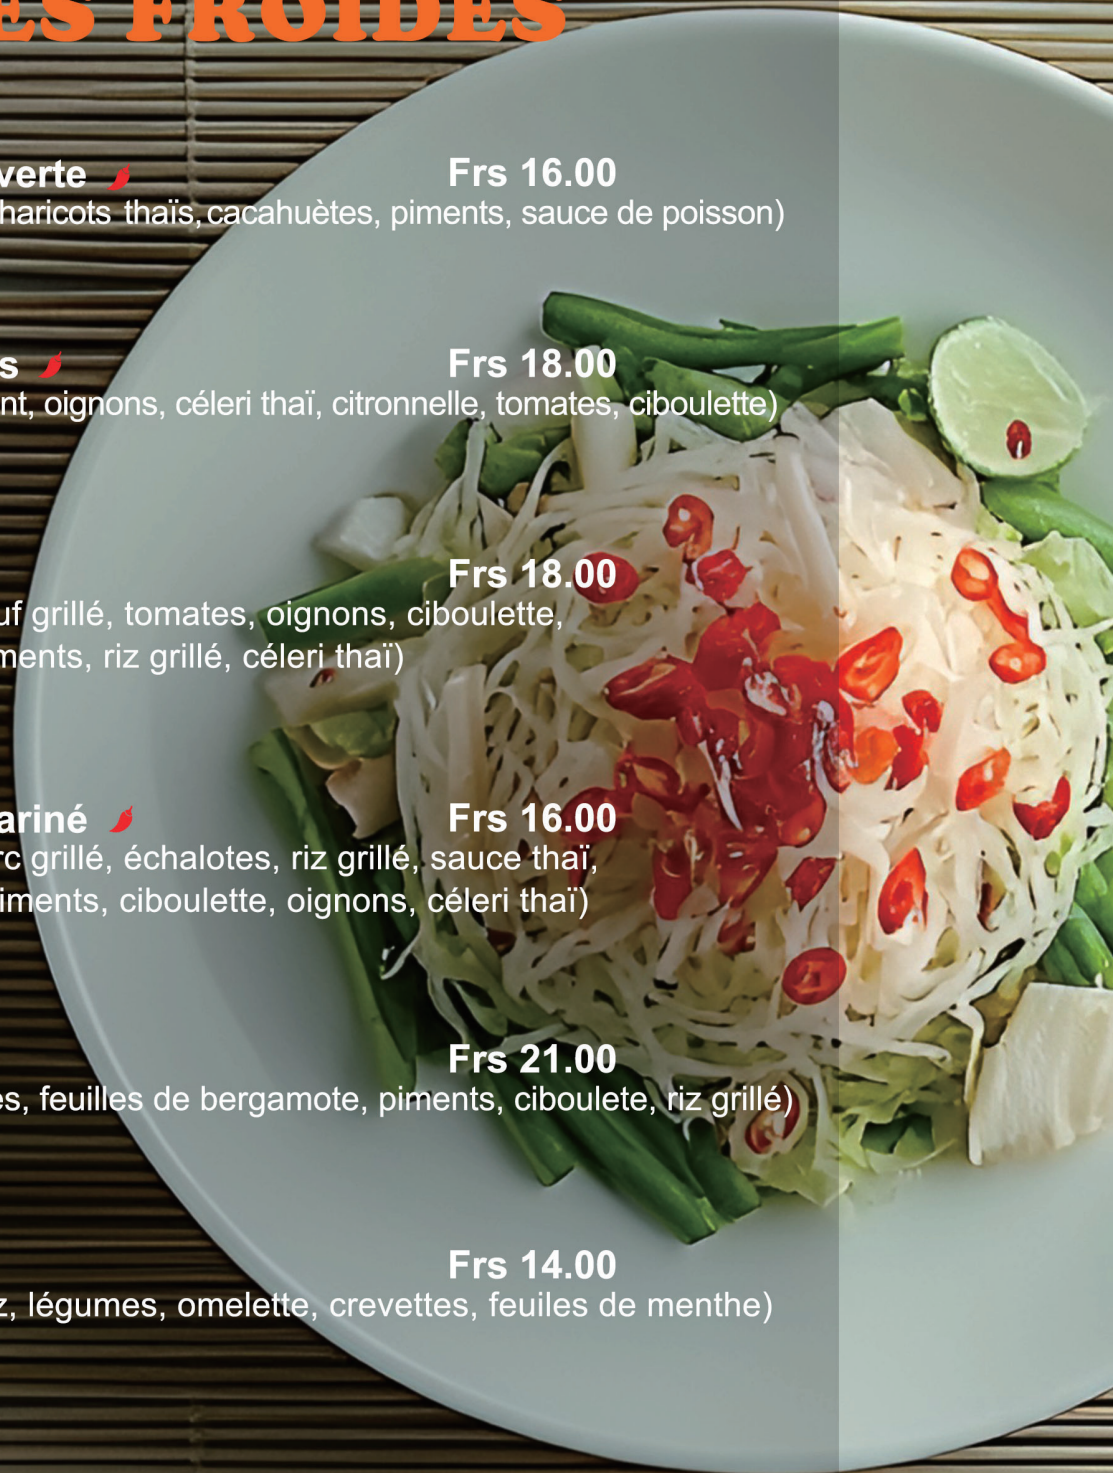 ES FROIDES
verte Frs 16.00
haricots thaïs, cacahuètes, piments, sauce de poisson)
s Frs 18.00
nt, oignons, céleri thaï, citronnelle, tomates, ciboulette)
Frs 18.00
uf grillé, tomates, oignons, ciboulette,
ments, riz grillé, céleri thaï)
ariné Frs 16.00
rc grillé, échalotes, riz grillé, sauce thaï,
iments, ciboulette, oignons, céleri thaï)
Frs 21.00
es, feuilles de bergamote, piments, ciboulete, riz grillé)
Frs 14.00
z, légumes, omelette, crevettes, feuiles de menthe)